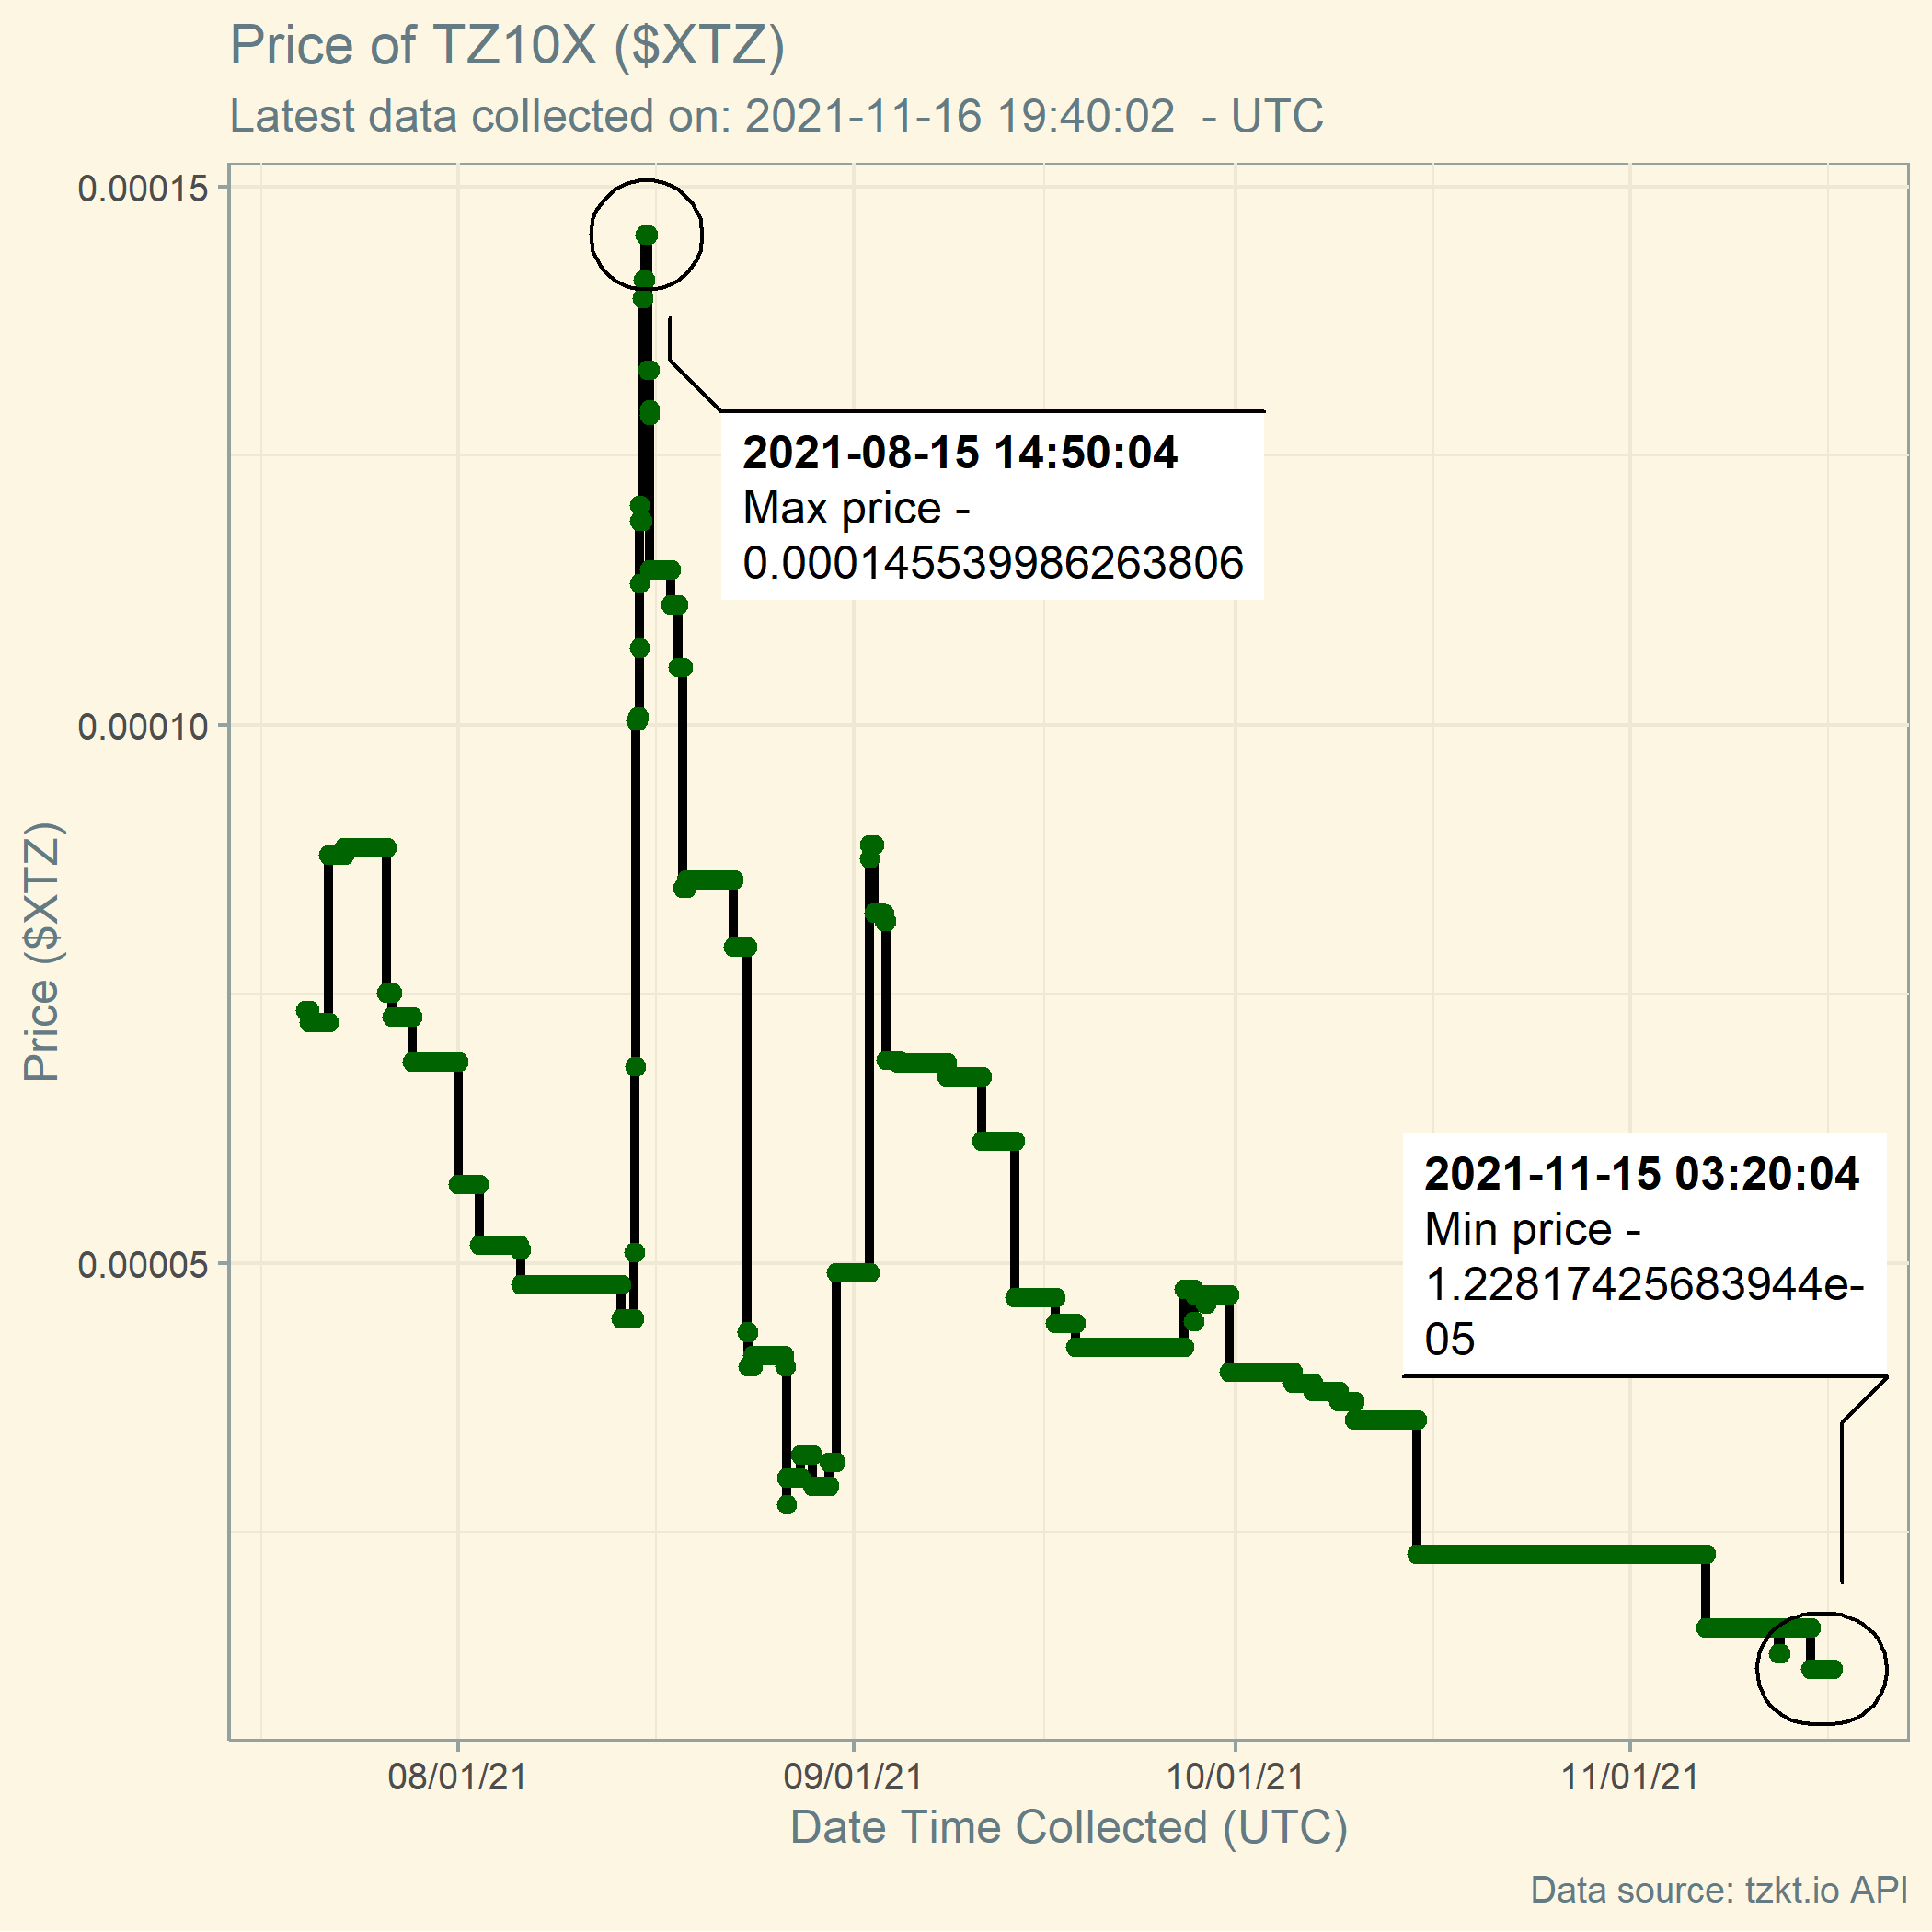 Price of TZ10X ($XTZ)
Latest data collected on: 2021-11-16 19:40:02  - UTC
0.00015
0.00010
0.00005
Price ($XTZ)
2021-08-15 14:50:04
Max price -
0.000145539986263806
2021-11-15 03:20:04
Min price -
1.22817425683944e-
05
08/01/21
09/01/21
10/01/21
11/01/21
Date Time Collected (UTC)
Data source: tzkt.io API